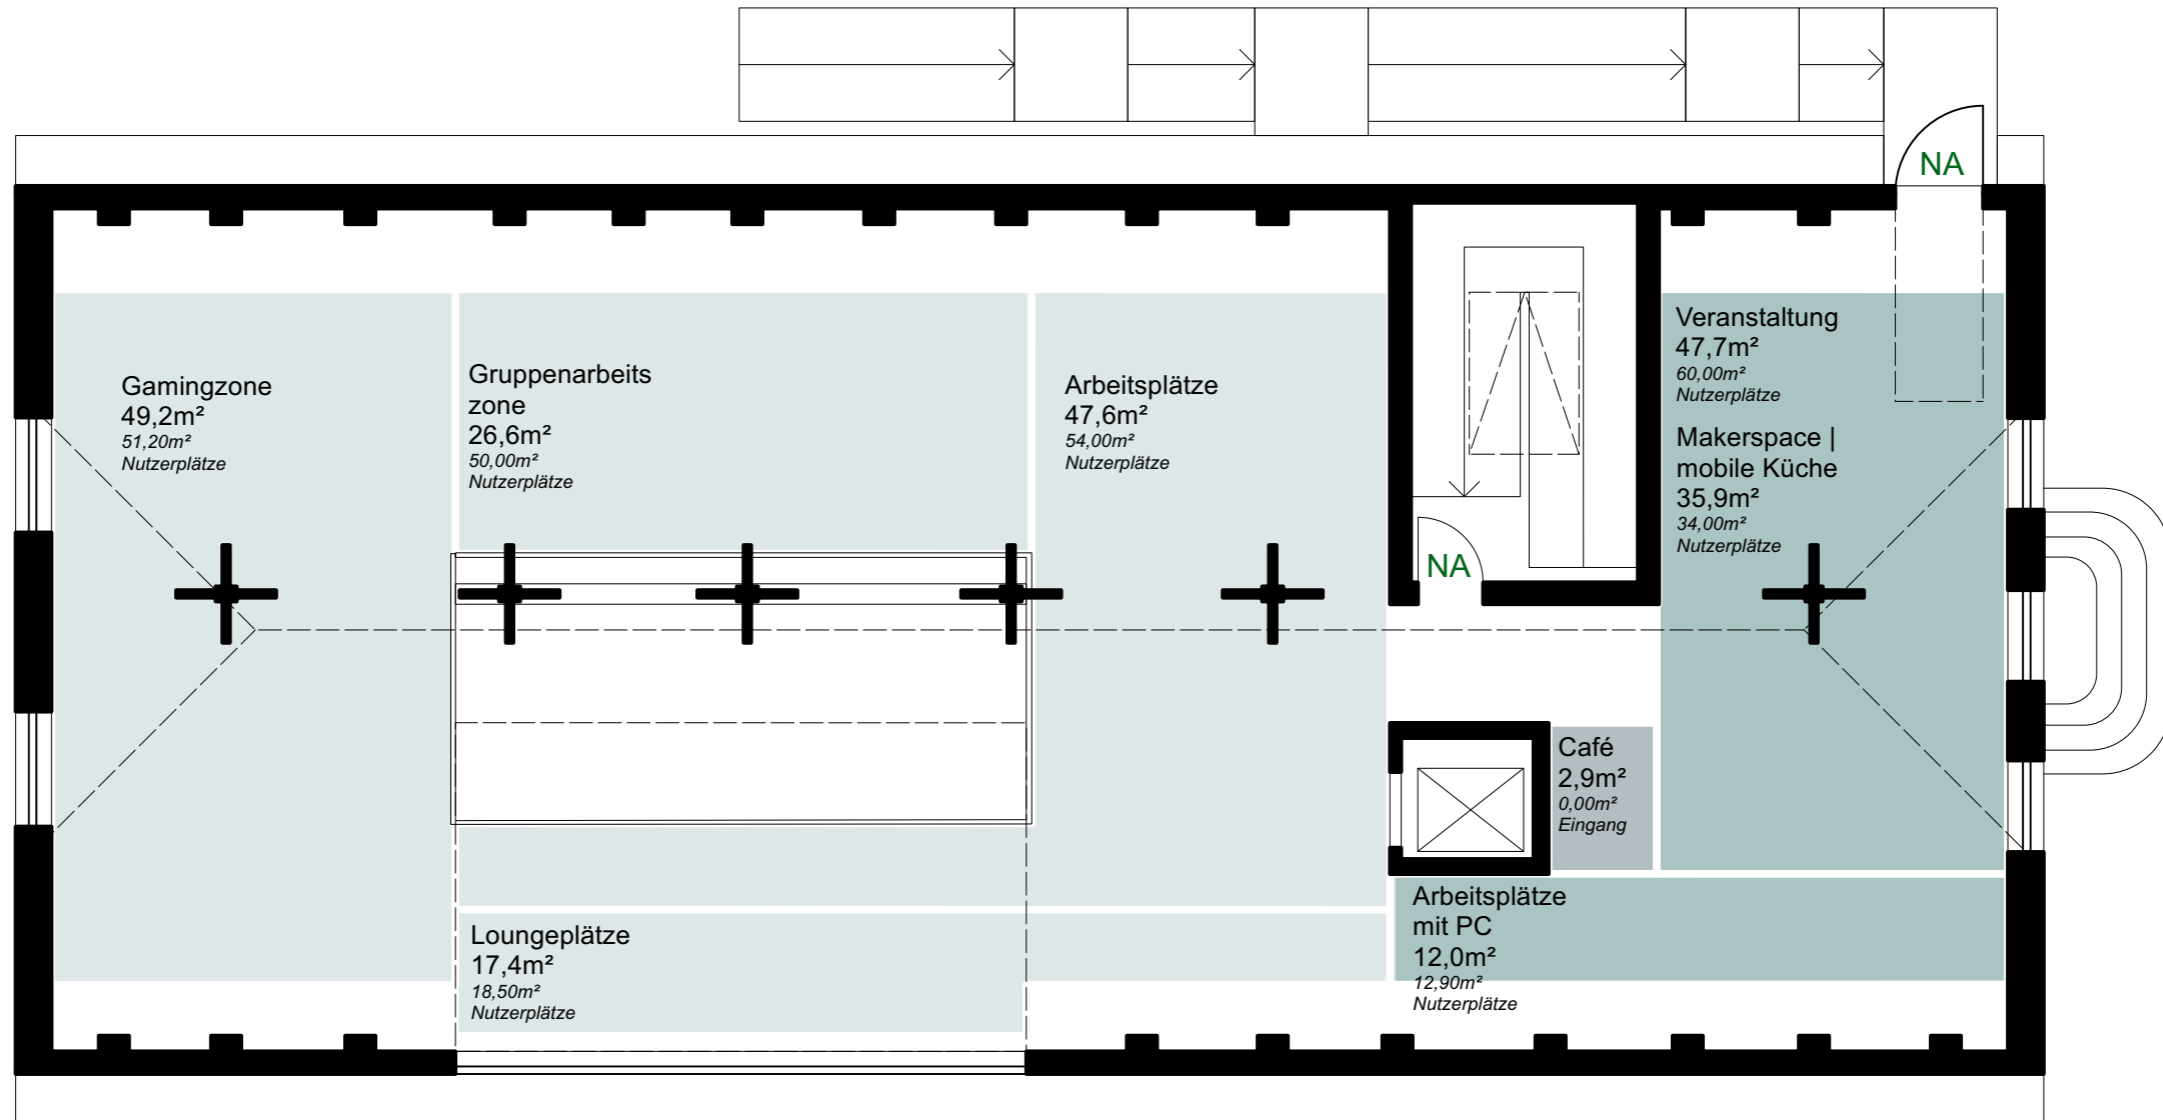 NA
Gamingzone
49,2m²
51,20m²
Nutzerplätze
Gruppenarbeits
zone
26,6m²
50,00m²
Nutzerplätze
Arbeitsplätze
47,6m²
54,00m²
Nutzerplätze
NA
Veranstaltung
47,7m²
60,00m²
Nutzerplätze
Makerspace |
mobile Küche
35,9m²
34,00m²
Nutzerplätze
Café
2,9m²
0,00m²
Eingang
Loungeplätze
17,4m²
18,50m²
Nutzerplätze
Arbeitsplätze
mit PC
12,0m²
12,90m²
Nutzerplätze